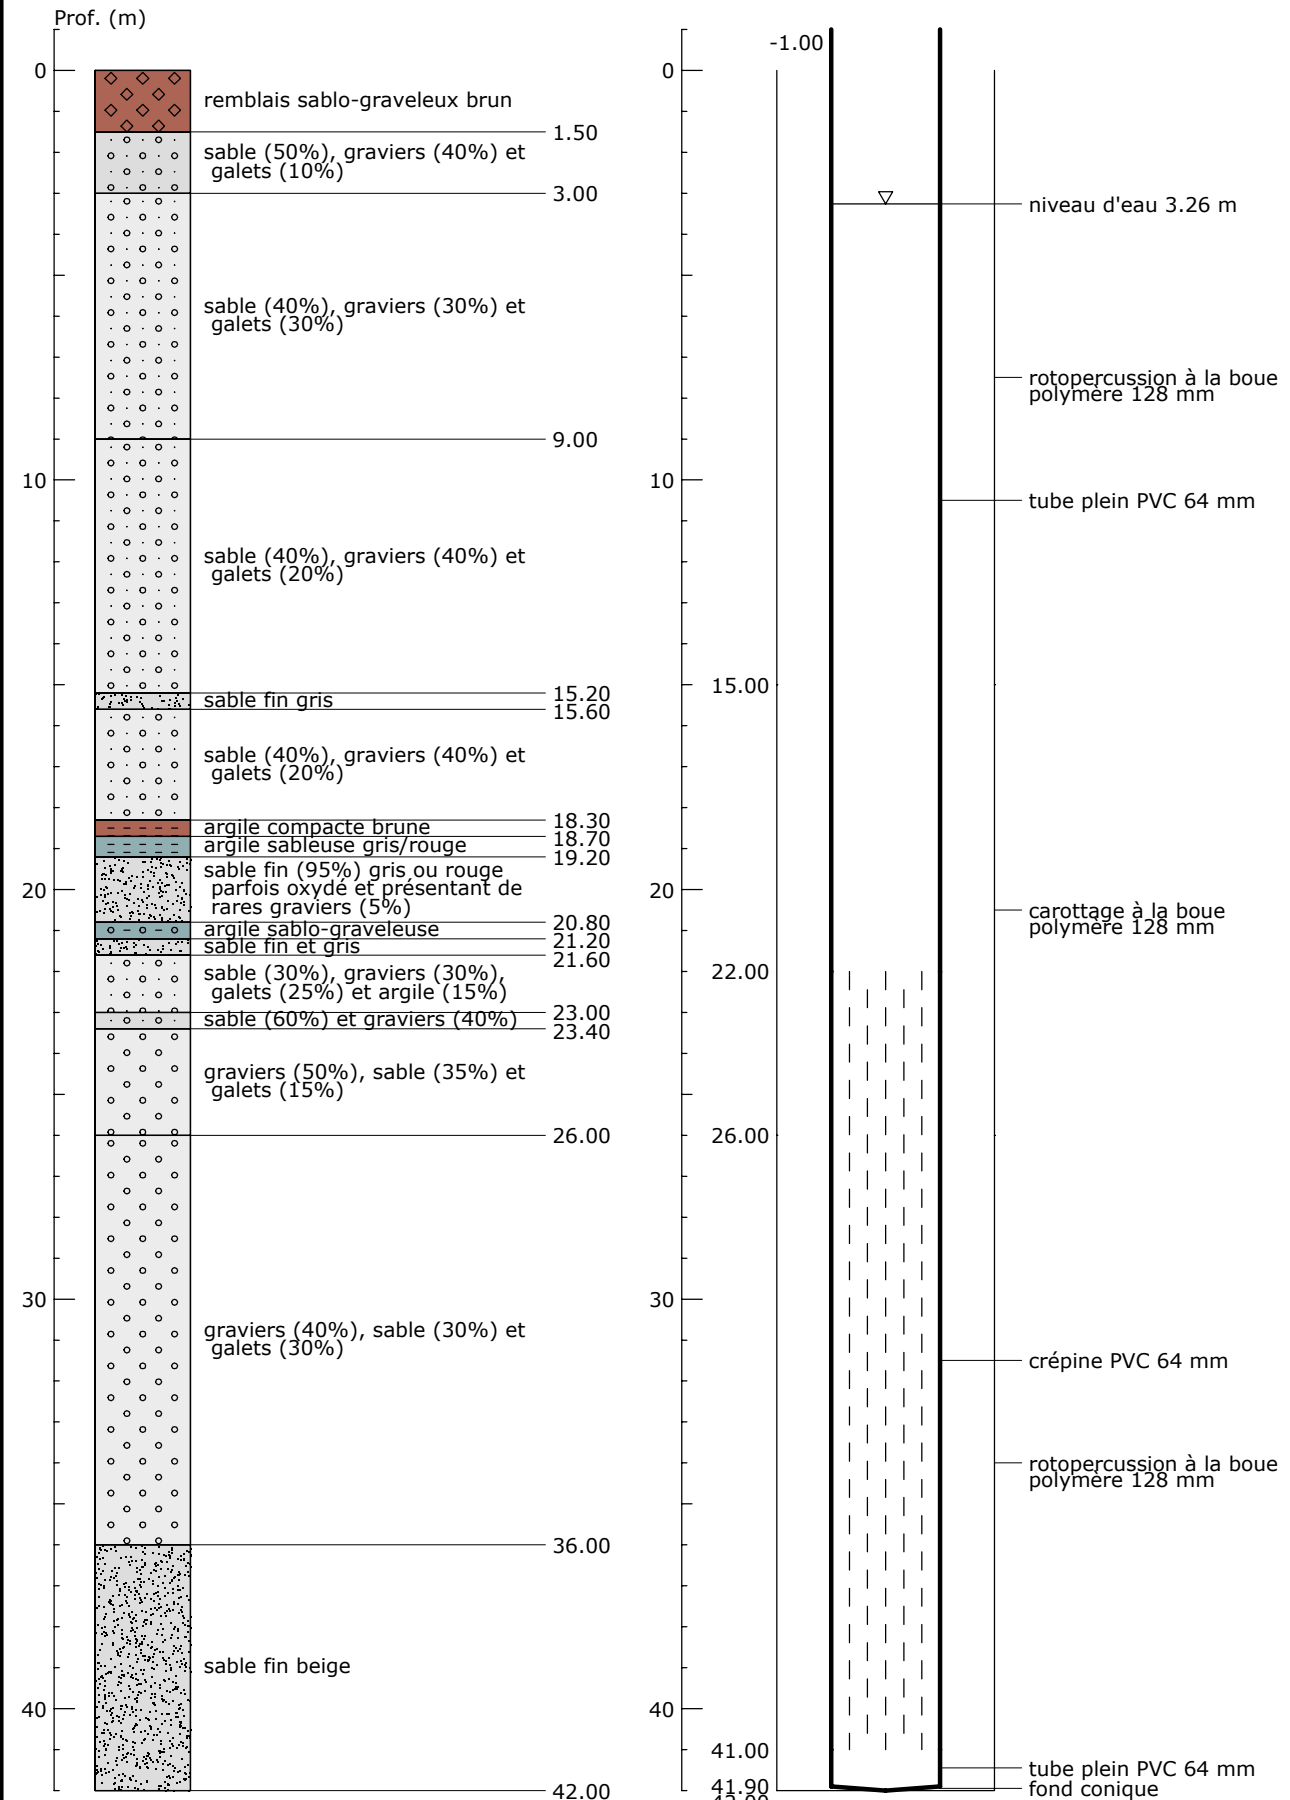 Prof. (m)
0
remblais sablo-graveleux brun
1.50
sable (50%), graviers (40%) et
galets (10%)
3.00
sable (40%), graviers (30%) et
galets (30%)
9.00
10
sable (40%), graviers (40%) et
galets (20%)
15.20
sable fin gris
15.60
sable (40%), graviers (40%) et
galets (20%)
18.30
argile compacte brune
18.70
argile sableuse gris/rouge
19.20
sable fin (95%) gris ou rouge
parfois oxydé et présentant de
rares graviers (5%)
20
20.80
argile sablo-graveleuse
21.20
sable fin et gris
21.60
sable (30%), graviers (30%),
galets (25%) et argile (15%)
23.00
sable (60%) et graviers (40%)
23.40
graviers (50%), sable (35%) et
galets (15%)
26.00
30
graviers (40%), sable (30%) et
galets (30%)
36.00
sable fin beige
40
42.00
-1.00
0
niveau d'eau 3.26 m
rotopercussion à la boue
polymère 128 mm
10
tube plein PVC 64 mm
15.00
20
carottage à la boue
polymère 128 mm
22.00
26.00
30
crépine PVC 64 mm
rotopercussion à la boue
polymère 128 mm
40
41.00
tube plein PVC 64 mm
41.90
fond conique